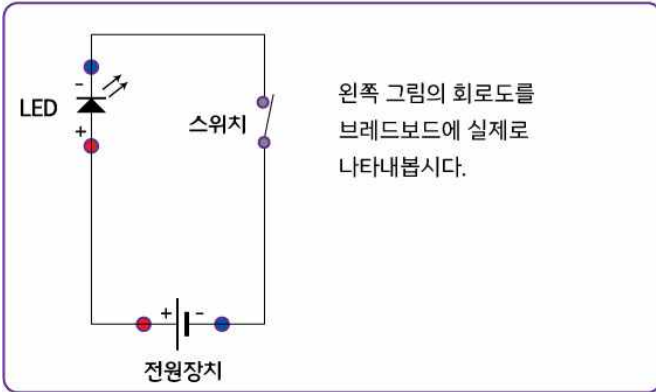 -
LED
+
스위치
왼쪽 그림의 회로도를
브레드보드에 실제로
나타내봅시다.
+ -
전원장치